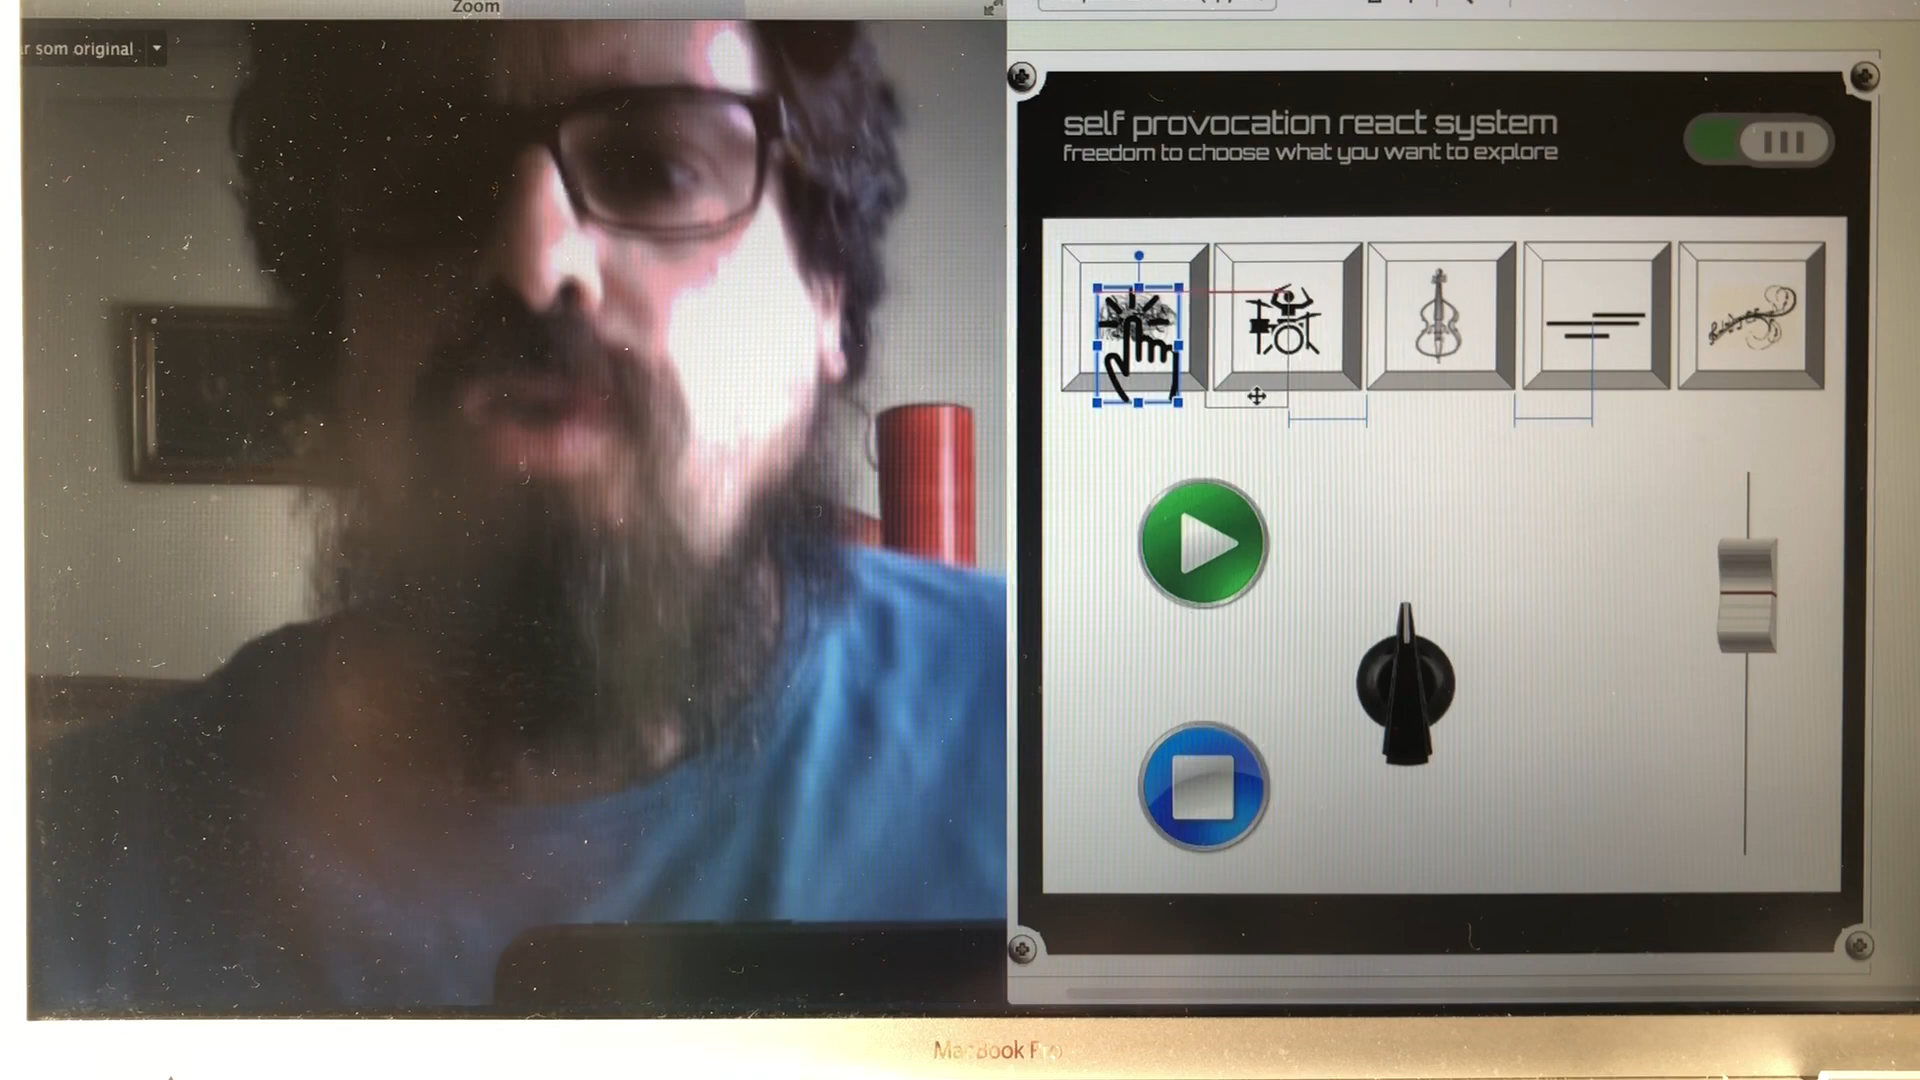 Zoom
r som original
self provocation react system
freedom to choose what you want to explore
MacBook Pro